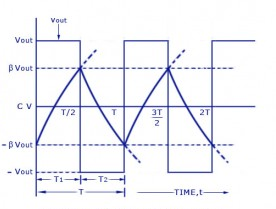 Vout
Vout
β Vout
C V
T/2
T
3T
2
2T
- β Vout
- Vout
T1
T2
T
TIME,t